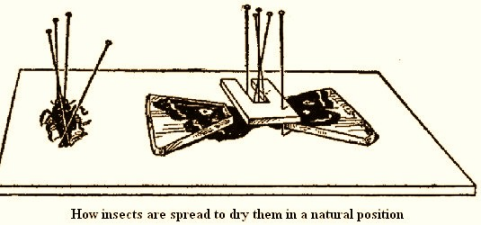 How insects are spread to dry them in a natural position